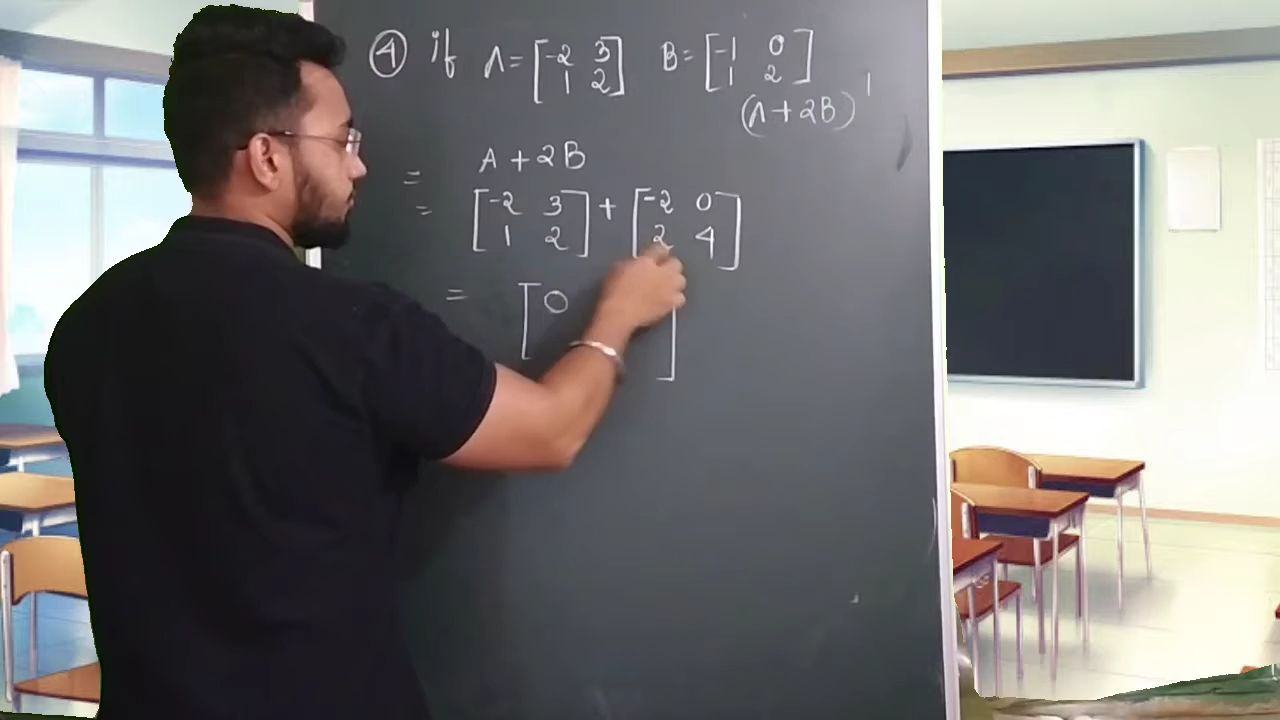 ④ if A = [-2 3] B = [-1 0]
[1 2] [1 2]
(A + 2B)'
= A + 2B
= [-2 3] + [-2 0]
[1 2] [2 4]
= [0 ]